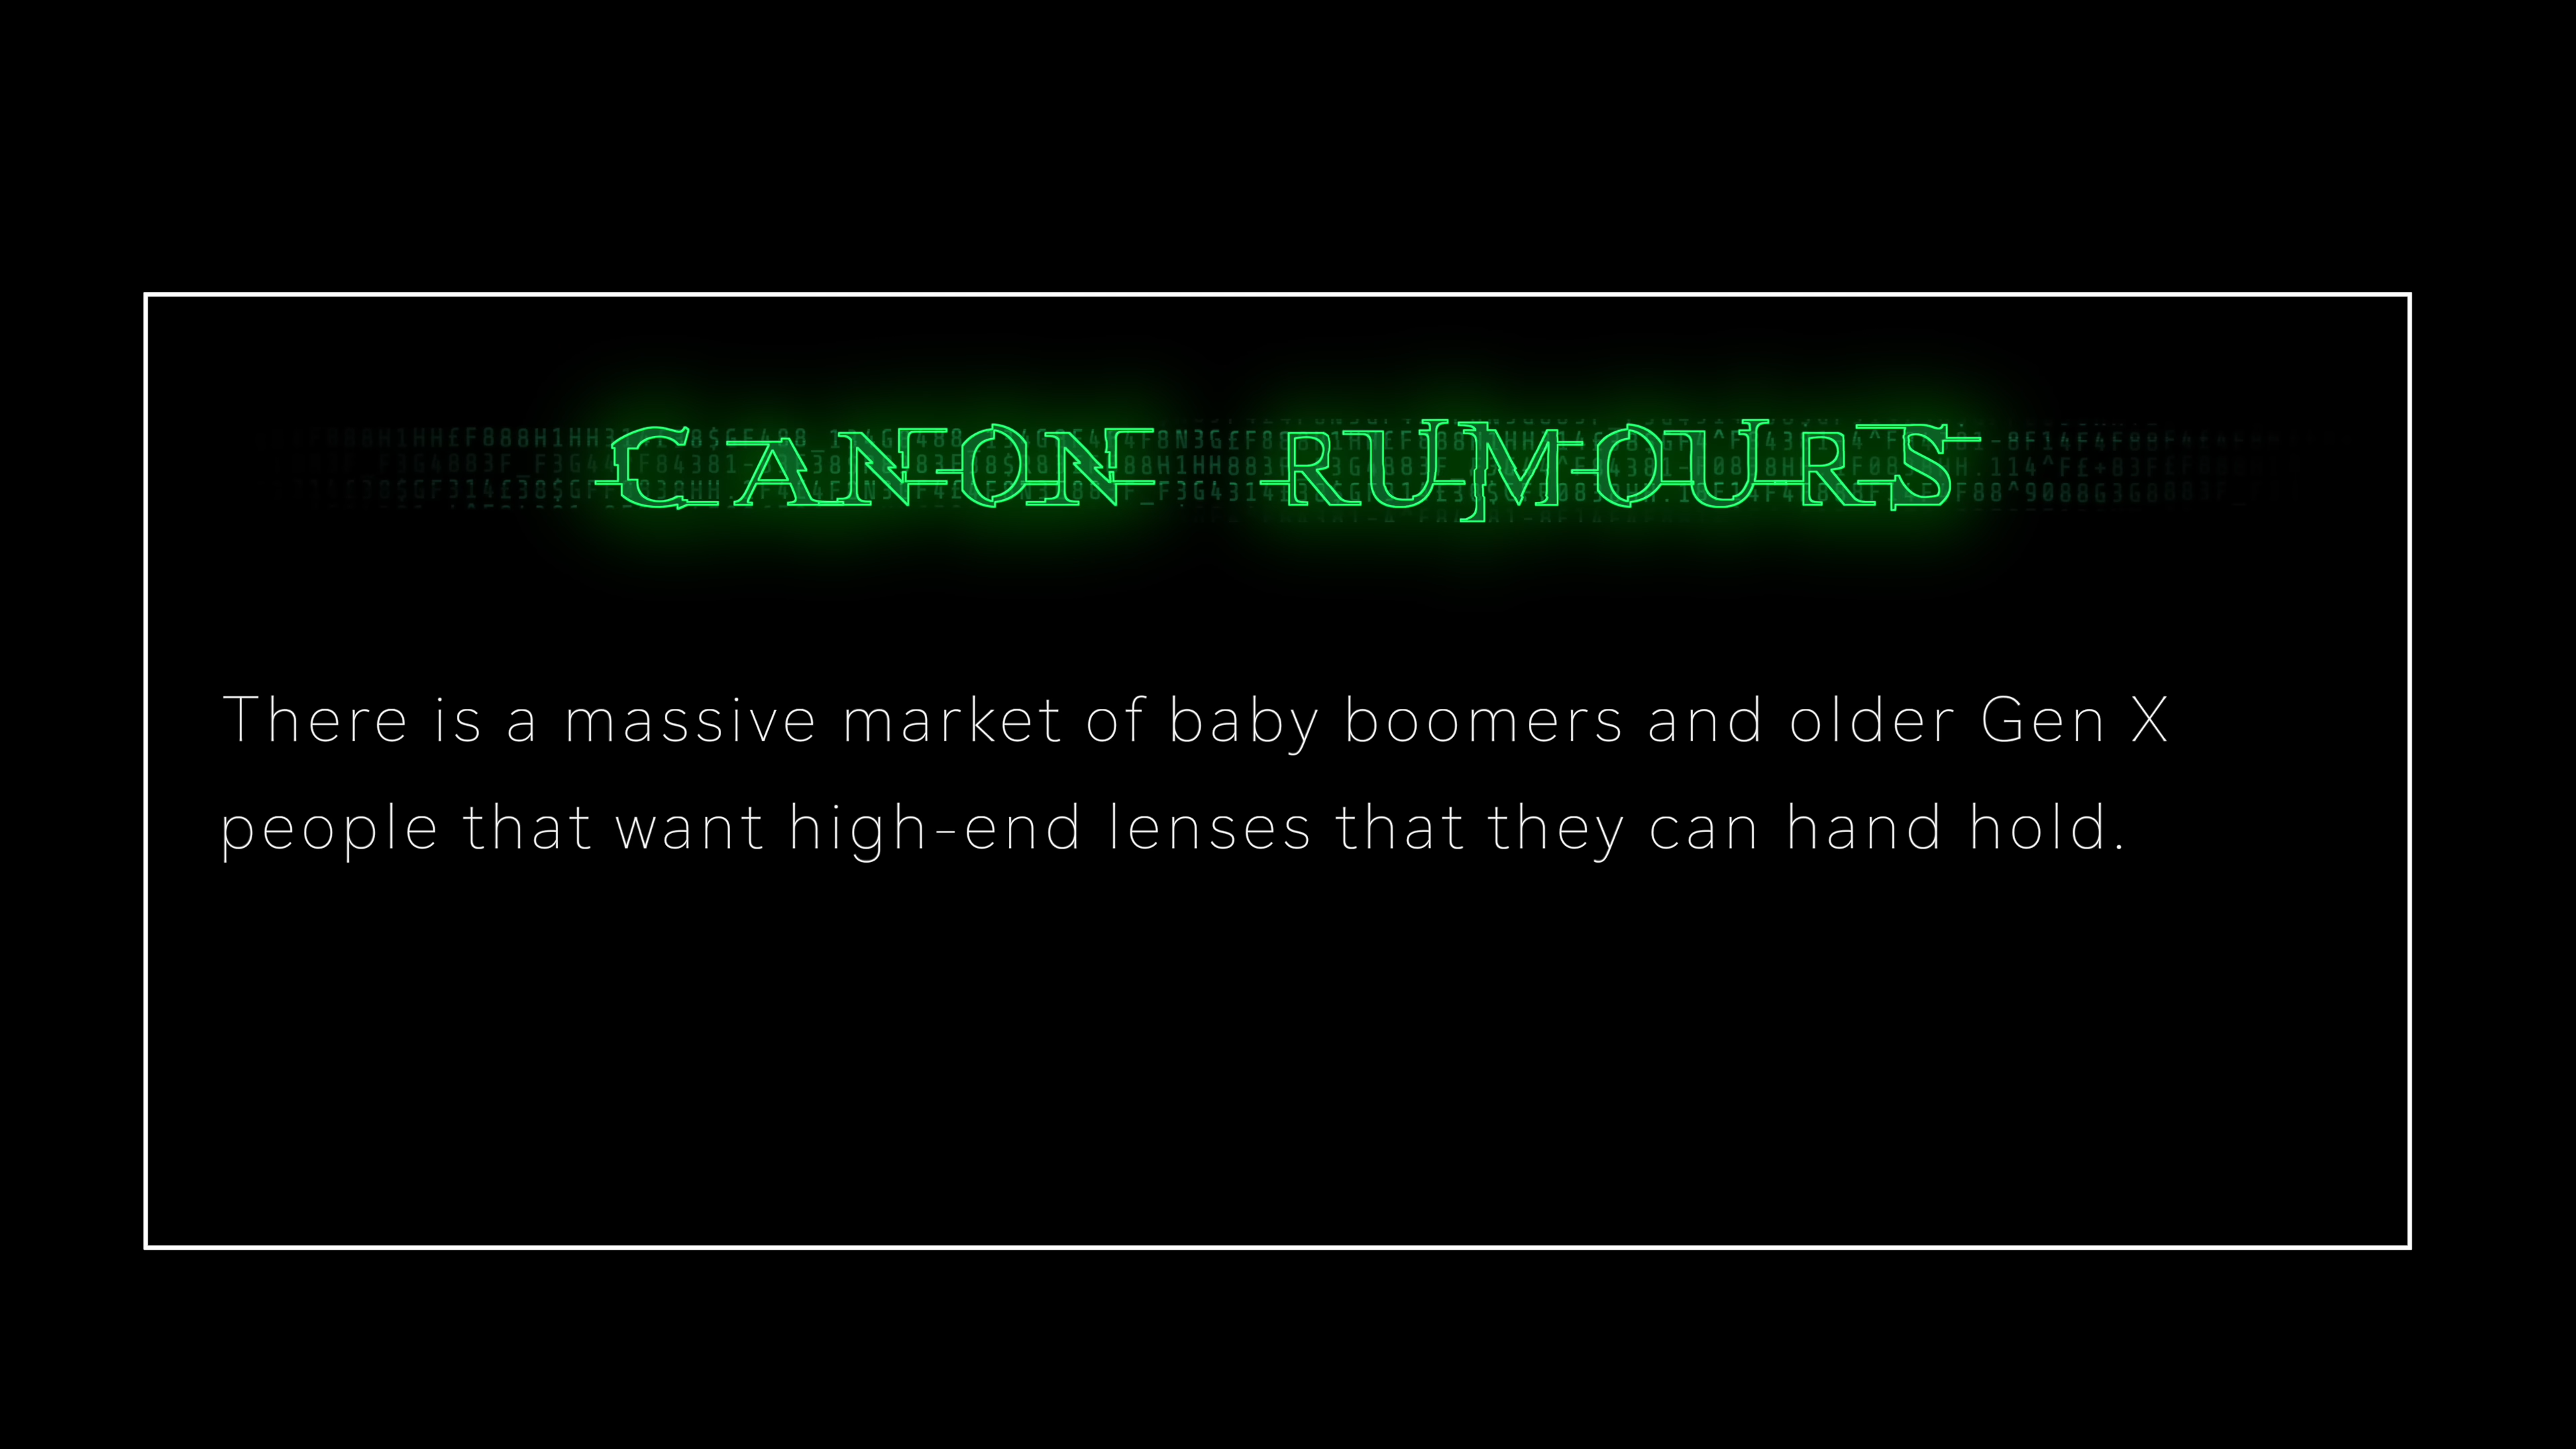 CANON RUMOURS
There is a massive market of baby boomers and older Gen X
people that want high-end lenses that they can hand hold.